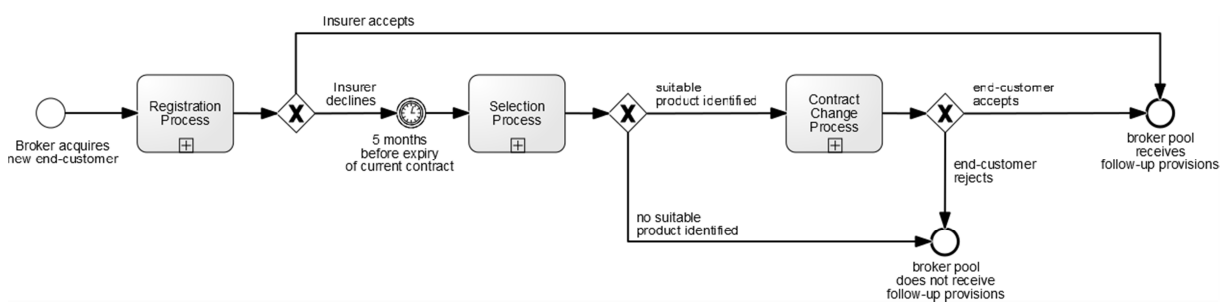 Insurer accepts
Broker acquires
new end-customer
Registration
Process
X
Insurer
declines
5 months
before expiry
of current contract
Selection
Process
X
suitable
product identified
no suitable
product identified
Contract
Change
Process
X
end-customer
accepts
end-customer
rejects
broker pool
receives
follow-up provisions
broker pool
does not receive
follow-up provisions